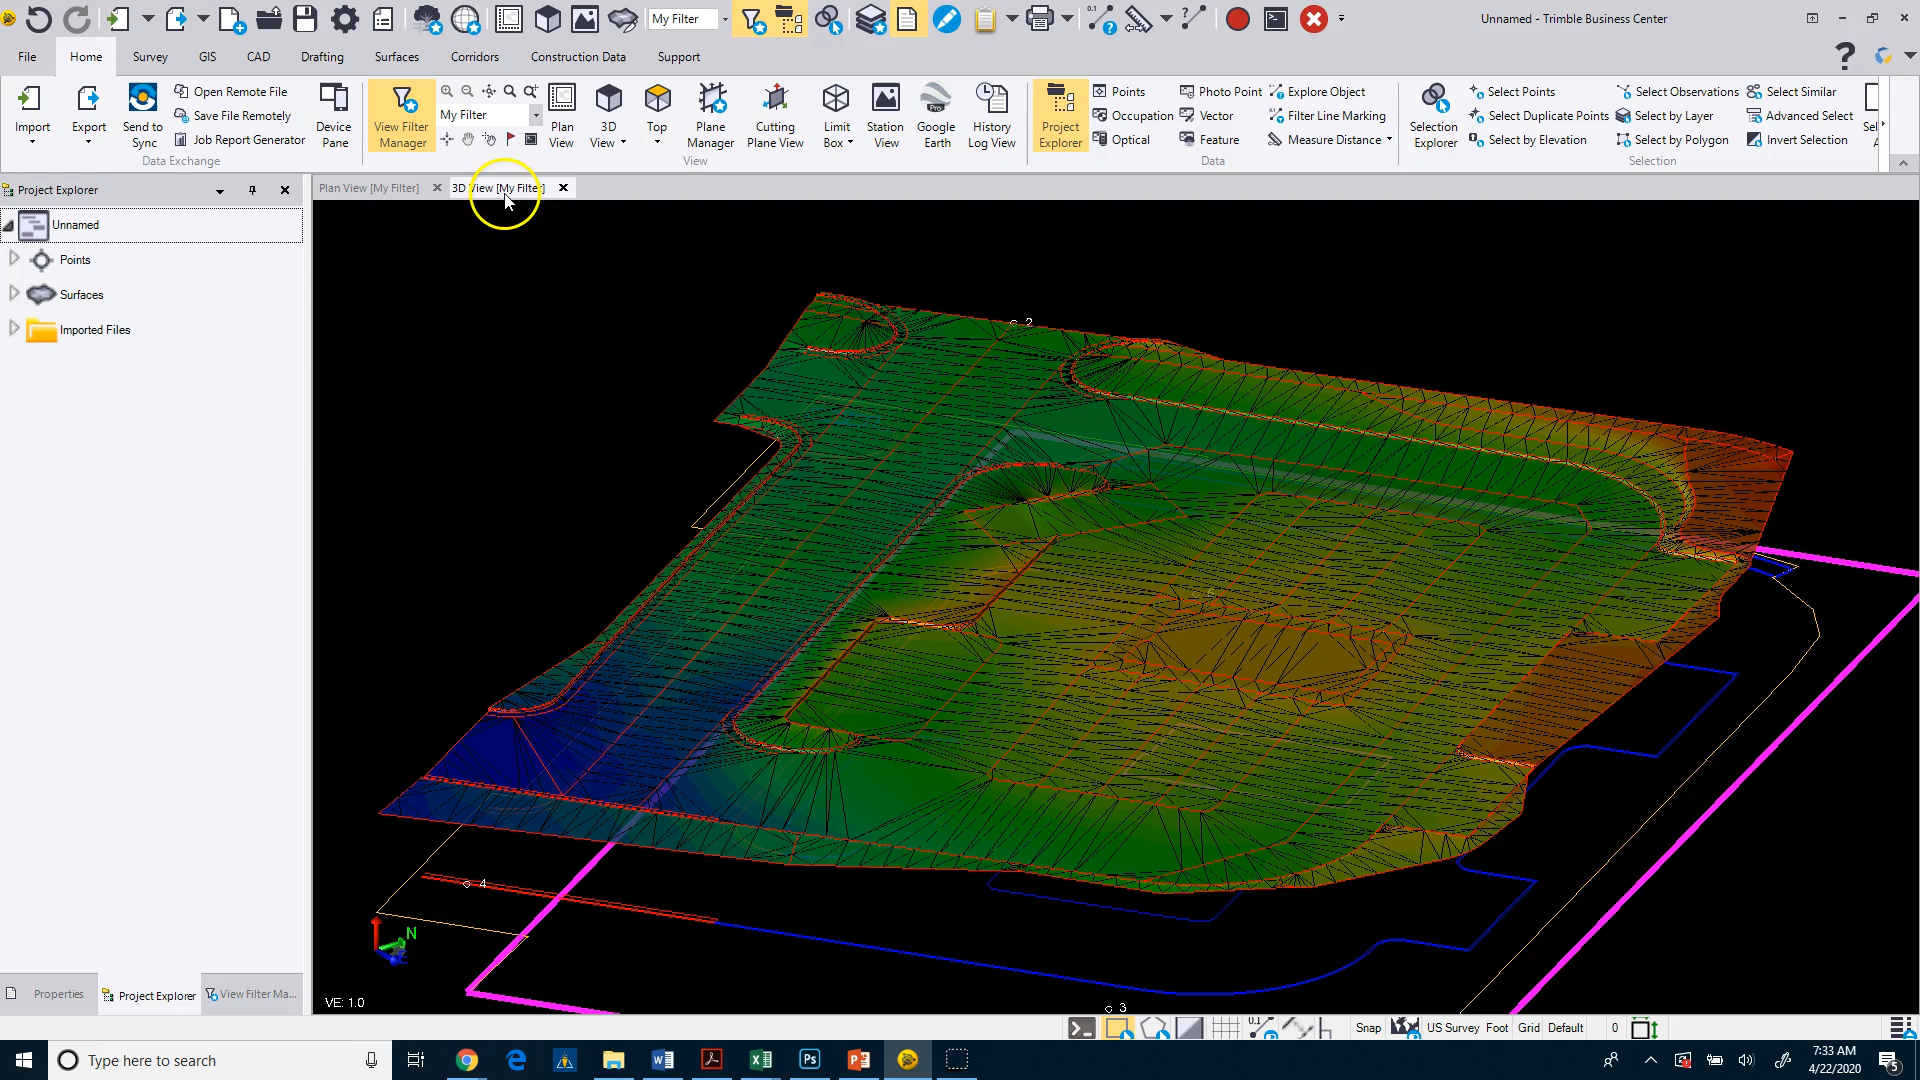 My Filter
Unnamed - Trimble Business Center
File
Home
Survey
GIS
CAD
Drafting
Surfaces
Corridors
Construction Data
Support
Import
Export
Send to Sync
Open Remote File
Save File Remotely
Job Report Generator
Device Pane
Data Exchange
View Filter Manager
My Filter
Plan View
3D View
Top
Plane Manager
Cutting Plane View
Limit Box
Station View
Google Earth
History Log View
View
Project Explorer
Points
Occupation
Optical
Photo Point
Vector
Feature
Explore Object
Filter Line Marking
Measure Distance
Data
Selection Explorer
Select Points
Select Duplicate Points
Select by Elevation
Select Observations
Select by Layer
Select by Polygon
Select Similar
Advanced Select
Invert Selection
Selection
Project Explorer
Plan View [My Filter]
3D View [My Filter]
Unnamed
Points
Surfaces
Imported Files
2
4
N
3
VE: 1.0
Properties
Project Explorer
View Filter Ma...
Snap
US Survey Foot
Grid
Default
0
Type here to search
7:33 AM
4/22/2020
5